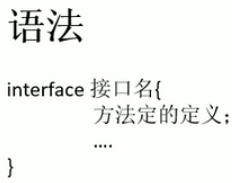 语法
interface 接口名{
方法定的定义；
....
}